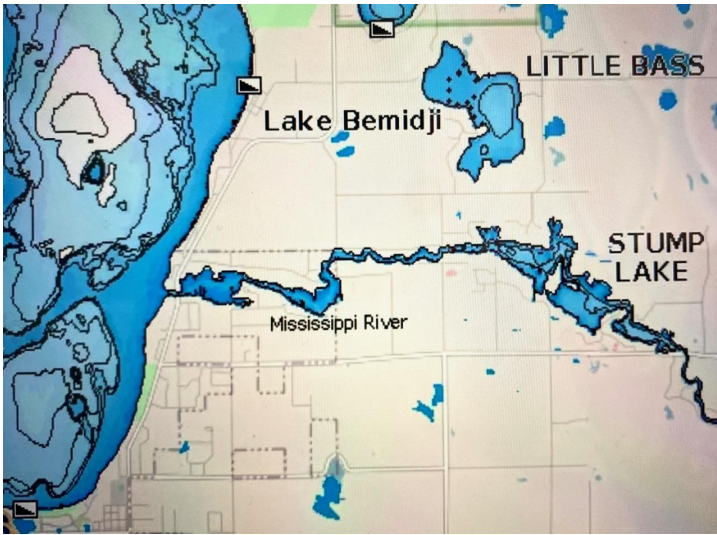 LITTLE BASS
Lake Bemidji
STUMP
LAKE
Mississippi River